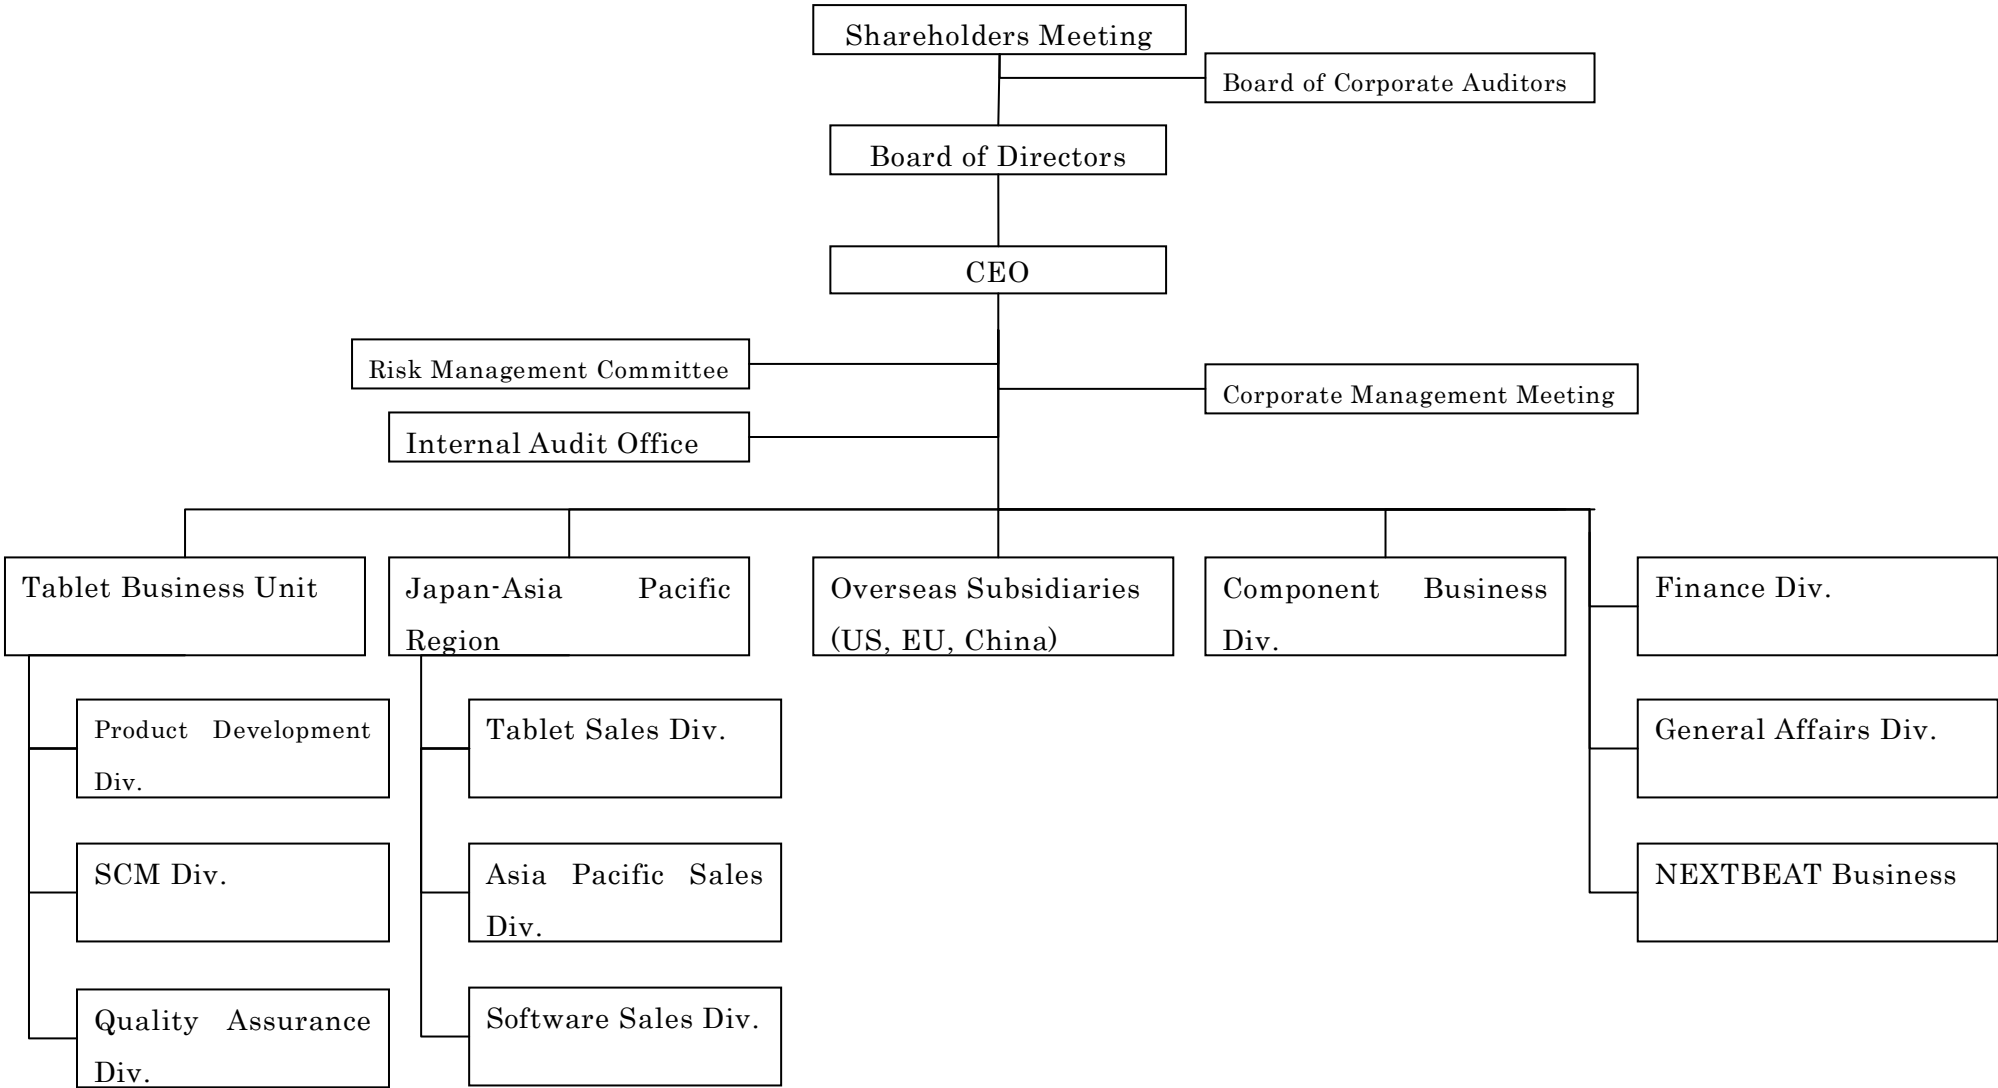 Shareholders Meeting
Board of Corporate Auditors
Board of Directors
CEO
Risk Management Committee
Corporate Management Meeting
Internal Audit Office
Tablet Business Unit
Japan-Asia Pacific
Region
Overseas Subsidiaries
(US, EU, China)
Component Business
Div.
Finance Div.
Product Development
Div.
Tablet Sales Div.
General Affairs Div.
SCM Div.
Asia Pacific Sales
Div.
NEXTBEAT Business
Quality Assurance
Div.
Software Sales Div.